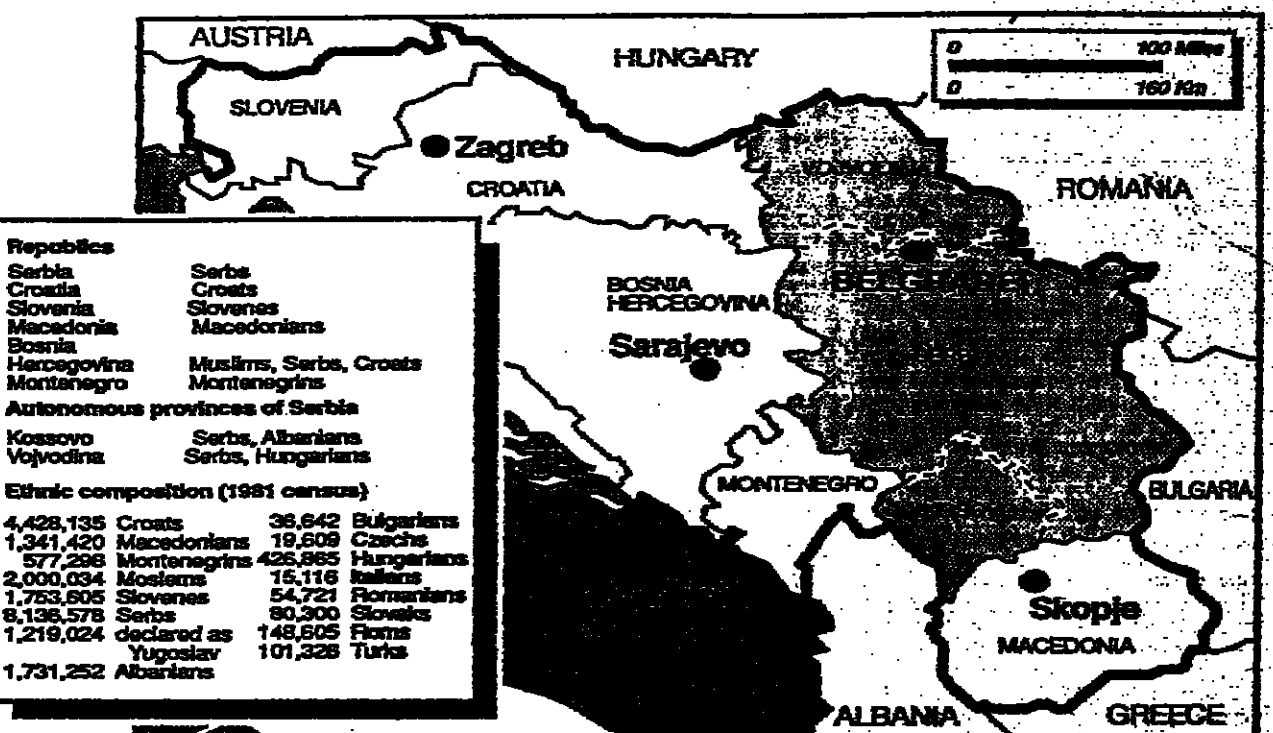 AUSTRIA
HUNGARY
0 100 Miles
0 160 Km
SLOVENIA
Zagreb
CROATIA
ROMANIA
BOSNIA
HERCEGOVINA
BELGRADE
Sarajevo
MONTENEGRO
BULGARIA
Skopje
MACEDONIA
ALBANIA
GREECE
Republics
Serbia Serbs
Croatia Croats
Slovenia Slovenes
Macedonia Macedonians
Bosnia
Hercegovina Muslims, Serbs, Croats
Montenegro Montenegrins
Autonomous provinces of Serbia
Kossovo Serbs, Albanians
Vojvodina Serbs, Hungarians
Ethnic composition (1981 census)
4,428,135 Croats 36,642 Bulgarians
1,341,420 Macedonians 19,609 Czechs
577,298 Montenegrins 426,865 Hungarians
2,000,034 Moslems 15,116 Italians
1,753,605 Slovenes 54,721 Romanians
8,136,578 Serbs 80,300 Slovaks
1,219,024 declared as 148,605 Roms
Yugoslav 101,328 Turks
1,731,252 Albanians